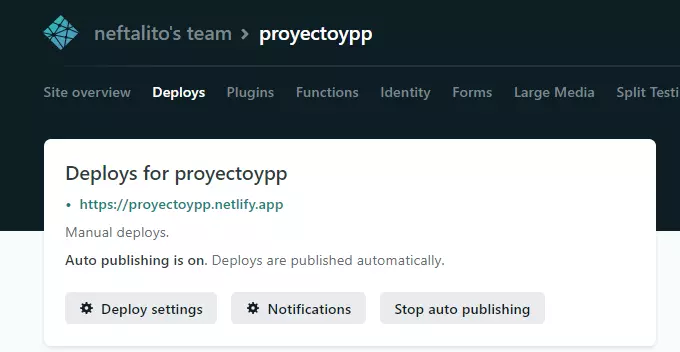 neftalito's team > proyectoypp
Site overview Deploys Plugins Functions Identity Forms Large Media Split Testi
Deploys for proyectoypp
• https://proyectoypp.netlify.app
Manual deploys.
Auto publishing is on. Deploys are published automatically.
Deploy settings Notifications Stop auto publishing